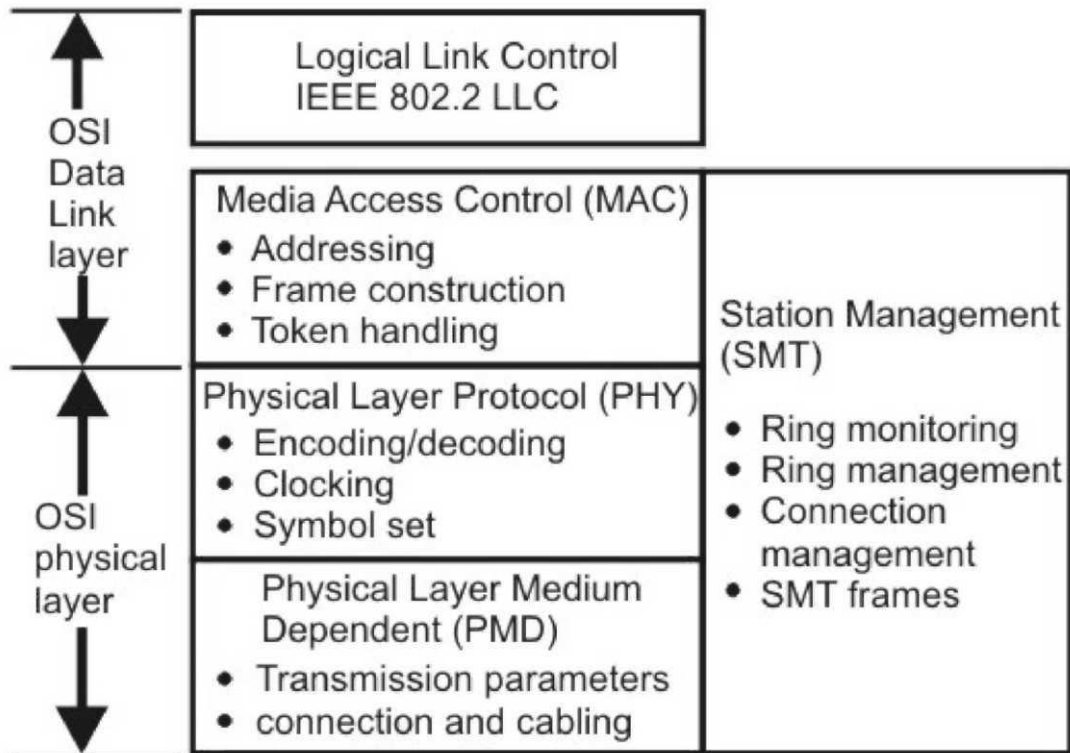 OSI
Data
Link
layer
Logical Link Control
IEEE 802.2 LLC
Media Access Control (MAC)
• Addressing
• Frame construction
• Token handling
OSI
physical
layer
Physical Layer Protocol (PHY)
• Encoding/decoding
• Clocking
• Symbol set
Physical Layer Medium
Dependent (PMD)
• Transmission parameters
• connection and cabling
Station Management
(SMT)
• Ring monitoring
• Ring management
• Connection
management
• SMT frames